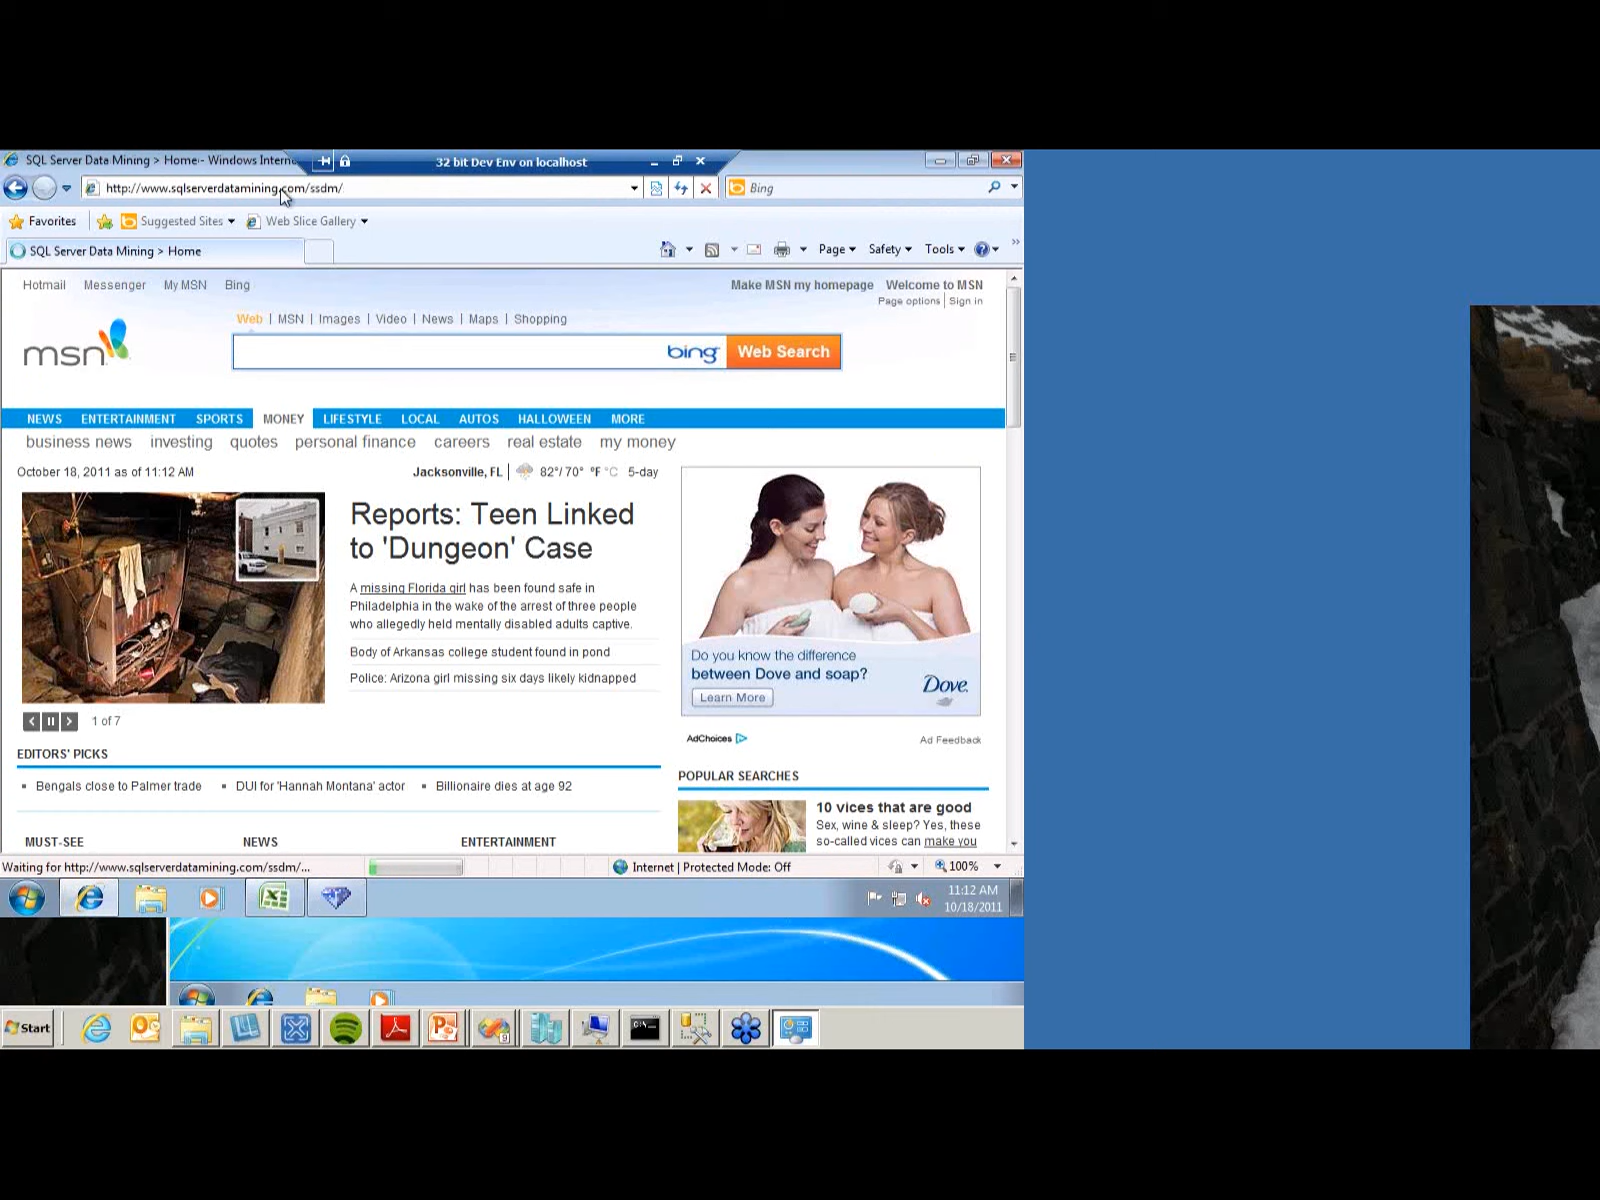 SQL Server Data Mining > Home - Windows Interne
32 bit Dev Env on localhost
http://www.sqlserverdatamining.com/ssdm/
Bing
Favorites
Suggested Sites
Web Slice Gallery
SQL Server Data Mining > Home
Page
Safety
Tools
Hotmail Messenger My MSN Bing
Make MSN my homepage Welcome to MSN
Page options | Sign in
Web | MSN | Images | Video | News | Maps | Shopping
msn
bing
Web Search
NEWS ENTERTAINMENT SPORTS MONEY LIFESTYLE LOCAL AUTOS HALLOWEEN MORE
business news investing quotes personal finance careers real estate my money
October 18, 2011 as of 11:12 AM
Jacksonville, FL | 82°/ 70° °F °C 5-day
Reports: Teen Linked
to 'Dungeon' Case
A missing Florida girl has been found safe in
Philadelphia in the wake of the arrest of three people
who allegedly held mentally disabled adults captive.
Body of Arkansas college student found in pond
Police: Arizona girl missing six days likely kidnapped
1 of 7
Do you know the difference
between Dove and soap?
Learn More
Dove.
AdChoices
Ad Feedback
EDITORS' PICKS
Bengals close to Palmer trade
DUI for 'Hannah Montana' actor
Billionaire dies at age 92
POPULAR SEARCHES
10 vices that are good
Sex, wine & sleep? Yes, these
so-called vices can make you
MUST-SEE
NEWS
ENTERTAINMENT
Waiting for http://www.sqlserverdatamining.com/ssdm/...
Internet | Protected Mode: Off
100%
11:12 AM
10/18/2011
Start